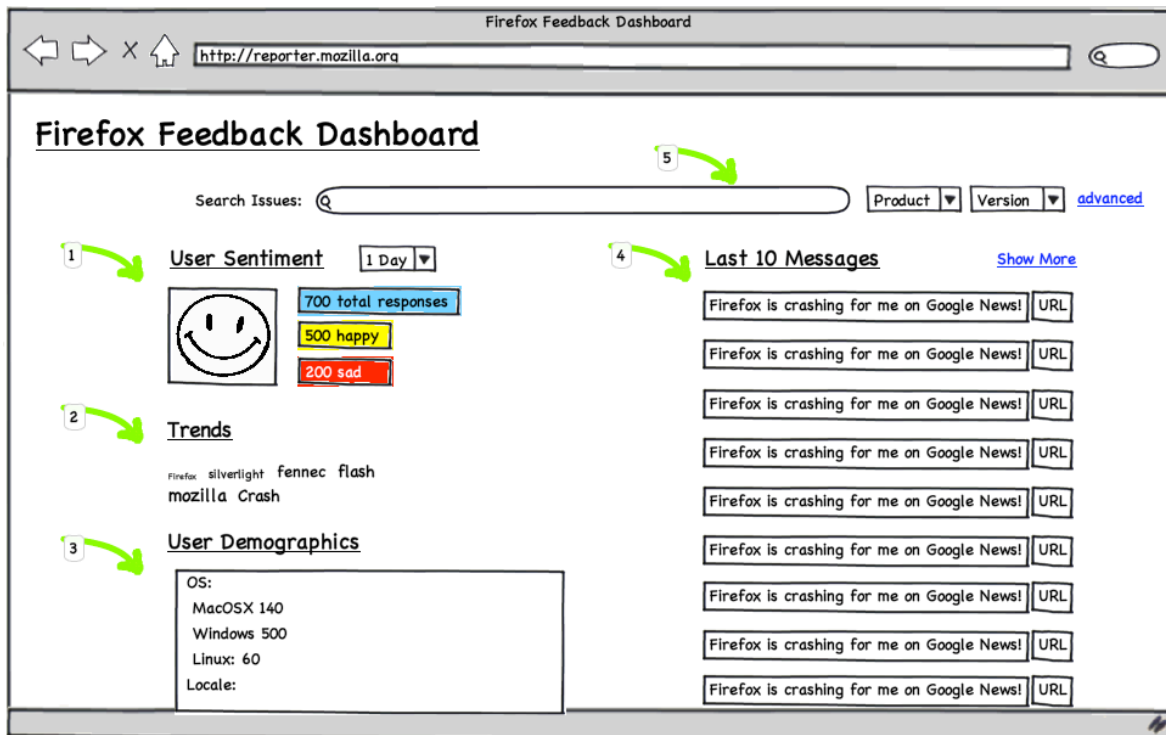 Firefox Feedback Dashboard
http://reporter.mozilla.org
Firefox Feedback Dashboard
5
Search Issues:
Product
Version
advanced
1
User Sentiment
1 Day
700 total responses
500 happy
200 sad
2
Trends
Firefox silverlight fennec flash
mozilla Crash
3
User Demographics
OS:
MacOSX 140
Windows 500
Linux: 60
Locale:
4
Last 10 Messages
Show More
Firefox is crashing for me on Google News! URL
Firefox is crashing for me on Google News! URL
Firefox is crashing for me on Google News! URL
Firefox is crashing for me on Google News! URL
Firefox is crashing for me on Google News! URL
Firefox is crashing for me on Google News! URL
Firefox is crashing for me on Google News! URL
Firefox is crashing for me on Google News! URL
Firefox is crashing for me on Google News! URL